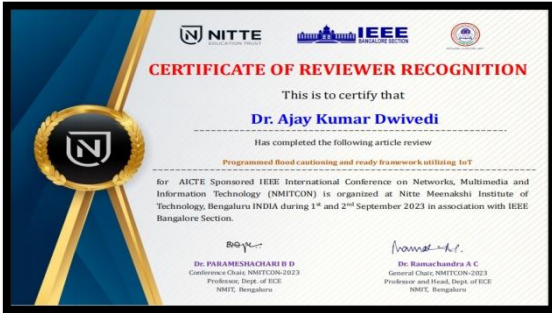 NITTE
EDUCATION TRUST
IEEE
BANGALORE SECTION
CERTIFICATE OF REVIEWER RECOGNITION
This is to certify that
Dr. Ajay Kumar Dwivedi
Has completed the following article review
Programmed flood cautioning and ready framework utilizing IoT
for AICTE Sponsored IEEE International Conference on Networks, Multimedia and
Information Technology (NMITCON) is organized at Nitte Meenakshi Institute of
Technology, Bengaluru INDIA during 1st and 2nd September 2023 in association with IEEE
Bangalore Section.
Dr. PARAMESHACHARI B D
Conference Chair, NMITCON-2023
Professor, Dept. of ECE
NMIT, Bengaluru
Dr. Ramachandra A C
General Chair, NMITCON-2023
Professor and Head, Dept. of ECE
NMIT, Bengaluru